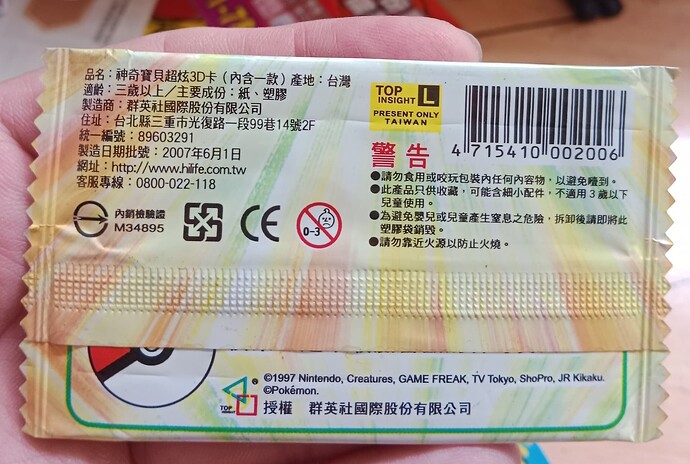 品名：神奇寶貝超炫3D卡（內含一款）產地：台灣
適齡：三歲以上／主要成份：紙、塑膠
製造商：群英社國際股份有限公司
住址：台北縣三重市光復路一段99巷14號2F
統一編號：89603291
製造日期批號：2007年6月1日
網址：http://www.hilife.com.tw
客服專線：0800-022-118
內銷檢驗證
M34895
CE
0-3
TOP INSIGHT L
PRESENT ONLY
TAIWAN
4 715410 002006
警告
●請勿食用或咬玩包裝內任何內容物，以避免噎到。
●此產品只供收藏，可能含細小配件，不適用3歲以下
兒童使用。
●為避免嬰兒或兒童產生窒息之危險，拆卸後請即將此
塑膠袋銷毀。
●請勿靠近火源以防止火燒。
©1997 Nintendo, Creatures, GAME FREAK, TV Tokyo, ShoPro, JR Kikaku.
©Pokémon.
TOP INSIGHT ® 授權 群英社國際股份有限公司